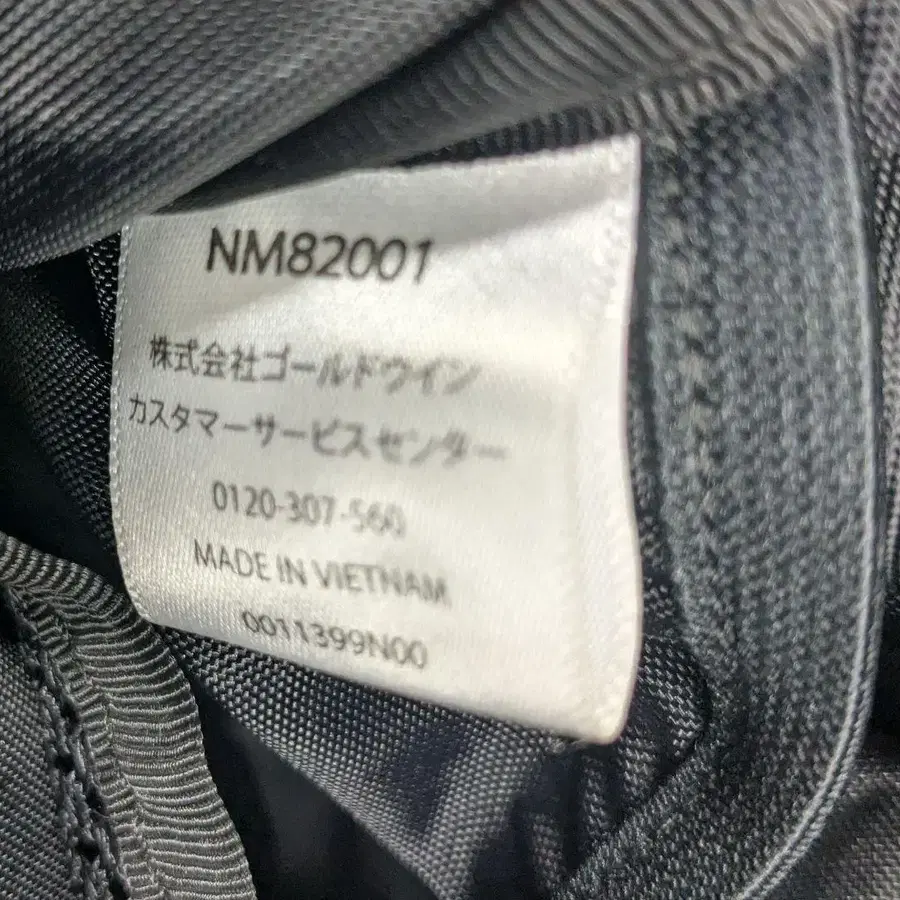 NM82001
株式会社ゴールドウイン
カスタマーサービスセンター
0120-307-560
MADE IN VIETNAM
0011399N00